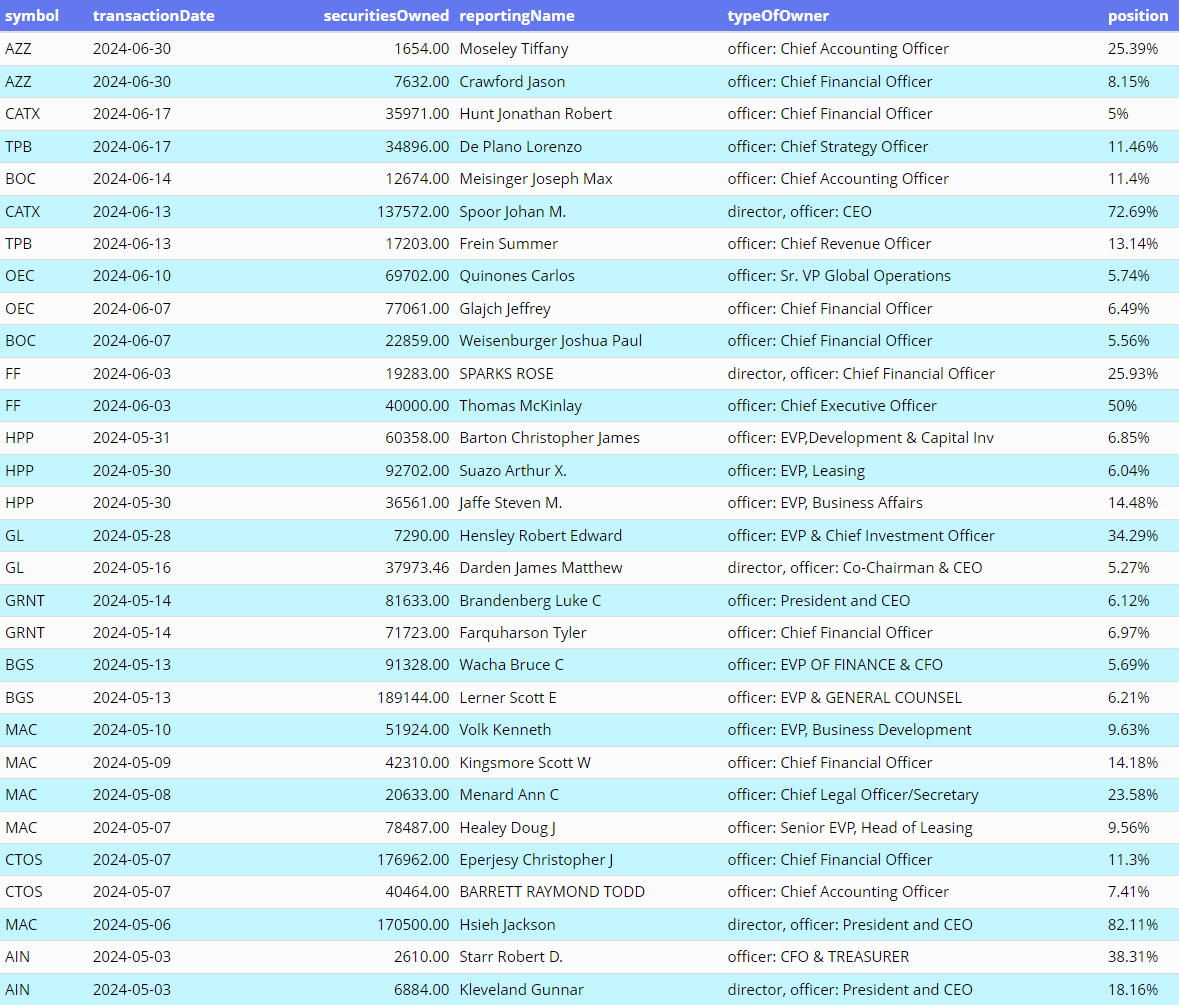 symbol transactionDate securitiesOwned reportingName typeOfOwner position
AZZ 2024-06-30 1654.00 Moseley Tiffany officer: Chief Accounting Officer 25.39%
AZZ 2024-06-30 7632.00 Crawford Jason officer: Chief Financial Officer 8.15%
CATX 2024-06-17 35971.00 Hunt Jonathan Robert officer: Chief Financial Officer 5%
TPB 2024-06-17 34896.00 De Plano Lorenzo officer: Chief Strategy Officer 11.46%
BOC 2024-06-14 12674.00 Meisinger Joseph Max officer: Chief Accounting Officer 11.4%
CATX 2024-06-13 137572.00 Spoor Johan M. director, officer: CEO 72.69%
TPB 2024-06-13 17203.00 Frein Summer officer: Chief Revenue Officer 13.14%
OEC 2024-06-10 69702.00 Quinones Carlos officer: Sr. VP Global Operations 5.74%
OEC 2024-06-07 77061.00 Glajch Jeffrey officer: Chief Financial Officer 6.49%
BOC 2024-06-07 22859.00 Weisenburger Joshua Paul officer: Chief Financial Officer 5.56%
FF 2024-06-03 19283.00 SPARKS ROSE director, officer: Chief Financial Officer 25.93%
FF 2024-06-03 40000.00 Thomas McKinlay officer: Chief Executive Officer 50%
HPP 2024-05-31 60358.00 Barton Christopher James officer: EVP,Development & Capital Inv 6.85%
HPP 2024-05-30 92702.00 Suazo Arthur X. officer: EVP, Leasing 6.04%
HPP 2024-05-30 36561.00 Jaffe Steven M. officer: EVP, Business Affairs 14.48%
GL 2024-05-28 7290.00 Hensley Robert Edward officer: EVP & Chief Investment Officer 34.29%
GL 2024-05-16 37973.46 Darden James Matthew director, officer: Co-Chairman & CEO 5.27%
GRNT 2024-05-14 81633.00 Brandenberg Luke C officer: President and CEO 6.12%
GRNT 2024-05-14 71723.00 Farquharson Tyler officer: Chief Financial Officer 6.97%
BGS 2024-05-13 91328.00 Wacha Bruce C officer: EVP OF FINANCE & CFO 5.69%
BGS 2024-05-13 189144.00 Lerner Scott E officer: EVP & GENERAL COUNSEL 6.21%
MAC 2024-05-10 51924.00 Volk Kenneth officer: EVP, Business Development 9.63%
MAC 2024-05-09 42310.00 Kingsmore Scott W officer: Chief Financial Officer 14.18%
MAC 2024-05-08 20633.00 Menard Ann C officer: Chief Legal Officer/Secretary 23.58%
MAC 2024-05-07 78487.00 Healey Doug J officer: Senior EVP, Head of Leasing 9.56%
CTOS 2024-05-07 176962.00 Eperjesy Christopher J officer: Chief Financial Officer 11.3%
CTOS 2024-05-07 40464.00 BARRETT RAYMOND TODD officer: Chief Accounting Officer 7.41%
MAC 2024-05-06 170500.00 Hsieh Jackson director, officer: President and CEO 82.11%
AIN 2024-05-03 2610.00 Starr Robert D. officer: CFO & TREASURER 38.31%
AIN 2024-05-03 6884.00 Kleveland Gunnar director, officer: President and CEO 18.16%